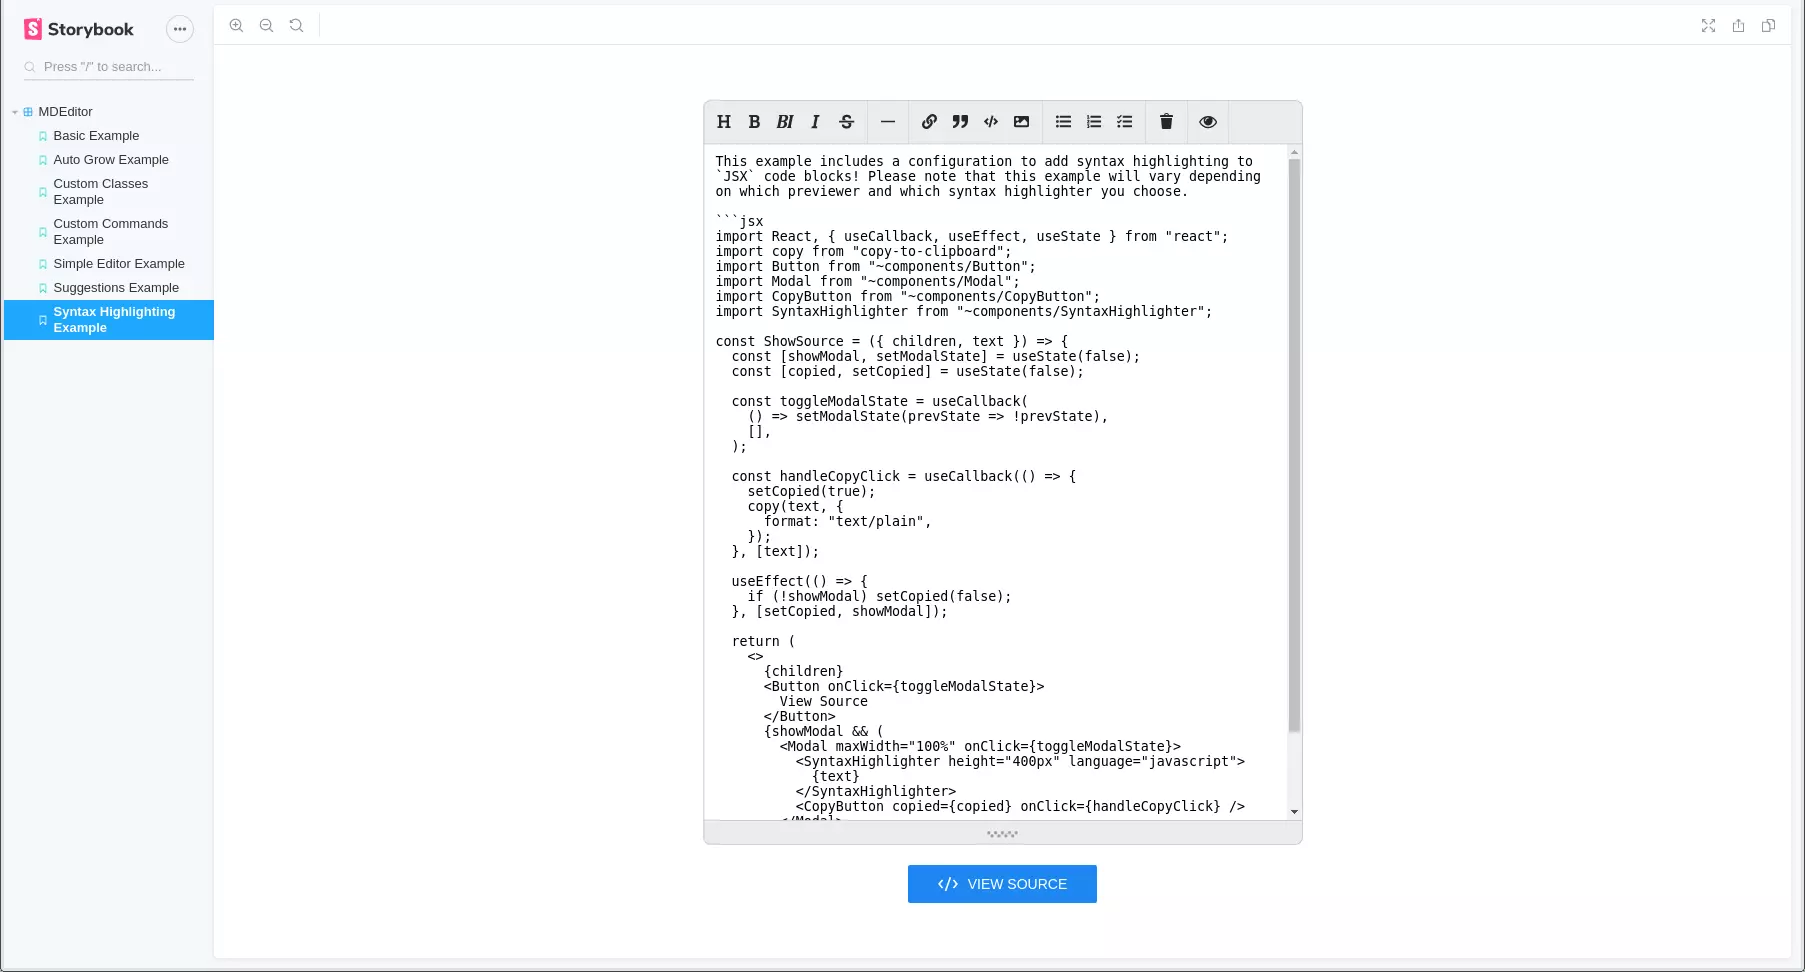 Storybook
Press "/" to search...
MDEditor
Basic Example
Auto Grow Example
Custom Classes
Example
Custom Commands
Example
Simple Editor Example
Suggestions Example
Syntax Highlighting
Example
H B BI I S
This example includes a configuration to add syntax highlighting to
`JSX` code blocks! Please note that this example will vary depending
on which previewer and which syntax highlighter you choose.
```jsx
import React, { useCallback, useEffect, useState } from "react";
import copy from "copy-to-clipboard";
import Button from "~components/Button";
import Modal from "~components/Modal";
import CopyButton from "~components/CopyButton";
import SyntaxHighlighter from "~components/SyntaxHighlighter";
const ShowSource = ({ children, text }) => {
  const [showModal, setModalState] = useState(false);
  const [copied, setCopied] = useState(false);
  const toggleModalState = useCallback(
    () => setModalState(prevState => !prevState),
    [],
  );
  const handleCopyClick = useCallback(() => {
    setCopied(true);
    copy(text, {
      format: "text/plain",
    });
  }, [text]);
  useEffect(() => {
    if (!showModal) setCopied(false);
  }, [setCopied, showModal]);
  return (
    <>
      {children}
      <Button onClick={toggleModalState}>
        View Source
      </Button>
      {showModal && (
        <Modal maxWidth="100%" onClick={toggleModalState}>
          <SyntaxHighlighter height="400px" language="javascript">
            {text}
          </SyntaxHighlighter>
          <CopyButton copied={copied} onClick={handleCopyClick} />
        </Modal>
VIEW SOURCE